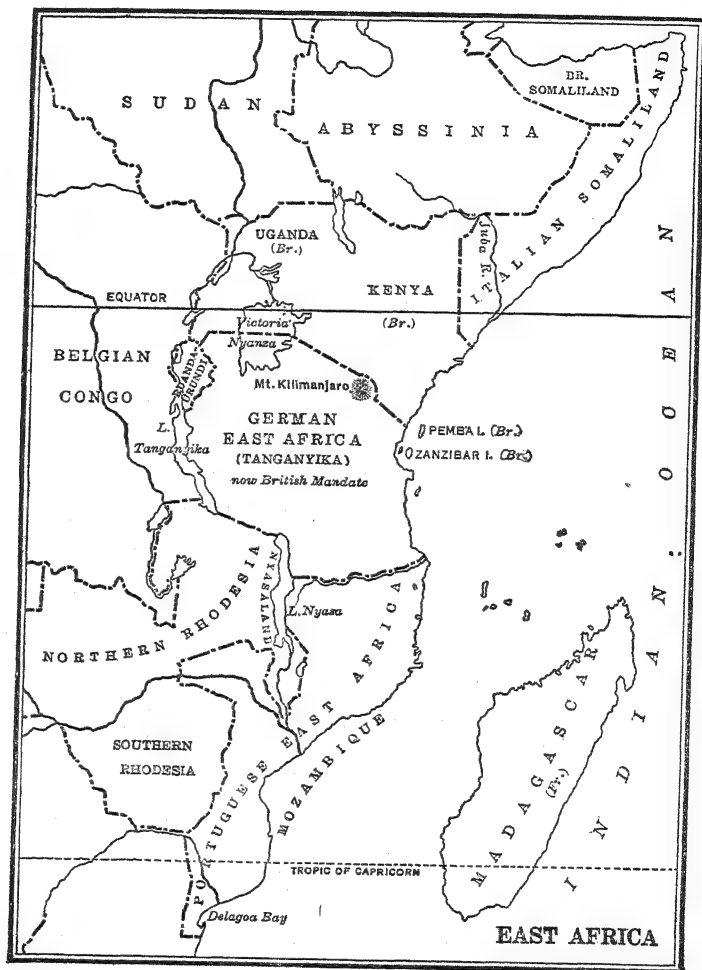 SUDAN
BR.
SOMALILAND
ABYSSINIA
ITALIAN SOMALILAND
UGANDA
(Br.)
Juba R.
KENYA
(Br.)
EQUATOR
Victoria
Nyanza
BELGIAN
CONGO
RUANDA
URUNDI
Mt. Kilimanjaro
L.
Tanganyika
GERMAN
EAST AFRICA
(TANGANYIKA)
now British Mandate
PEMBA I. (Br.)
ZANZIBAR I. (Br.)
INDIAN OCEAN
NORTHERN RHODESIA
NYASALAND
L. Nyasa
SOUTHERN
RHODESIA
PORTUGUESE EAST AFRICA
MOZAMBIQUE
MADAGASCAR
(Fr.)
TROPIC OF CAPRICORN
Delagoa Bay
EAST AFRICA